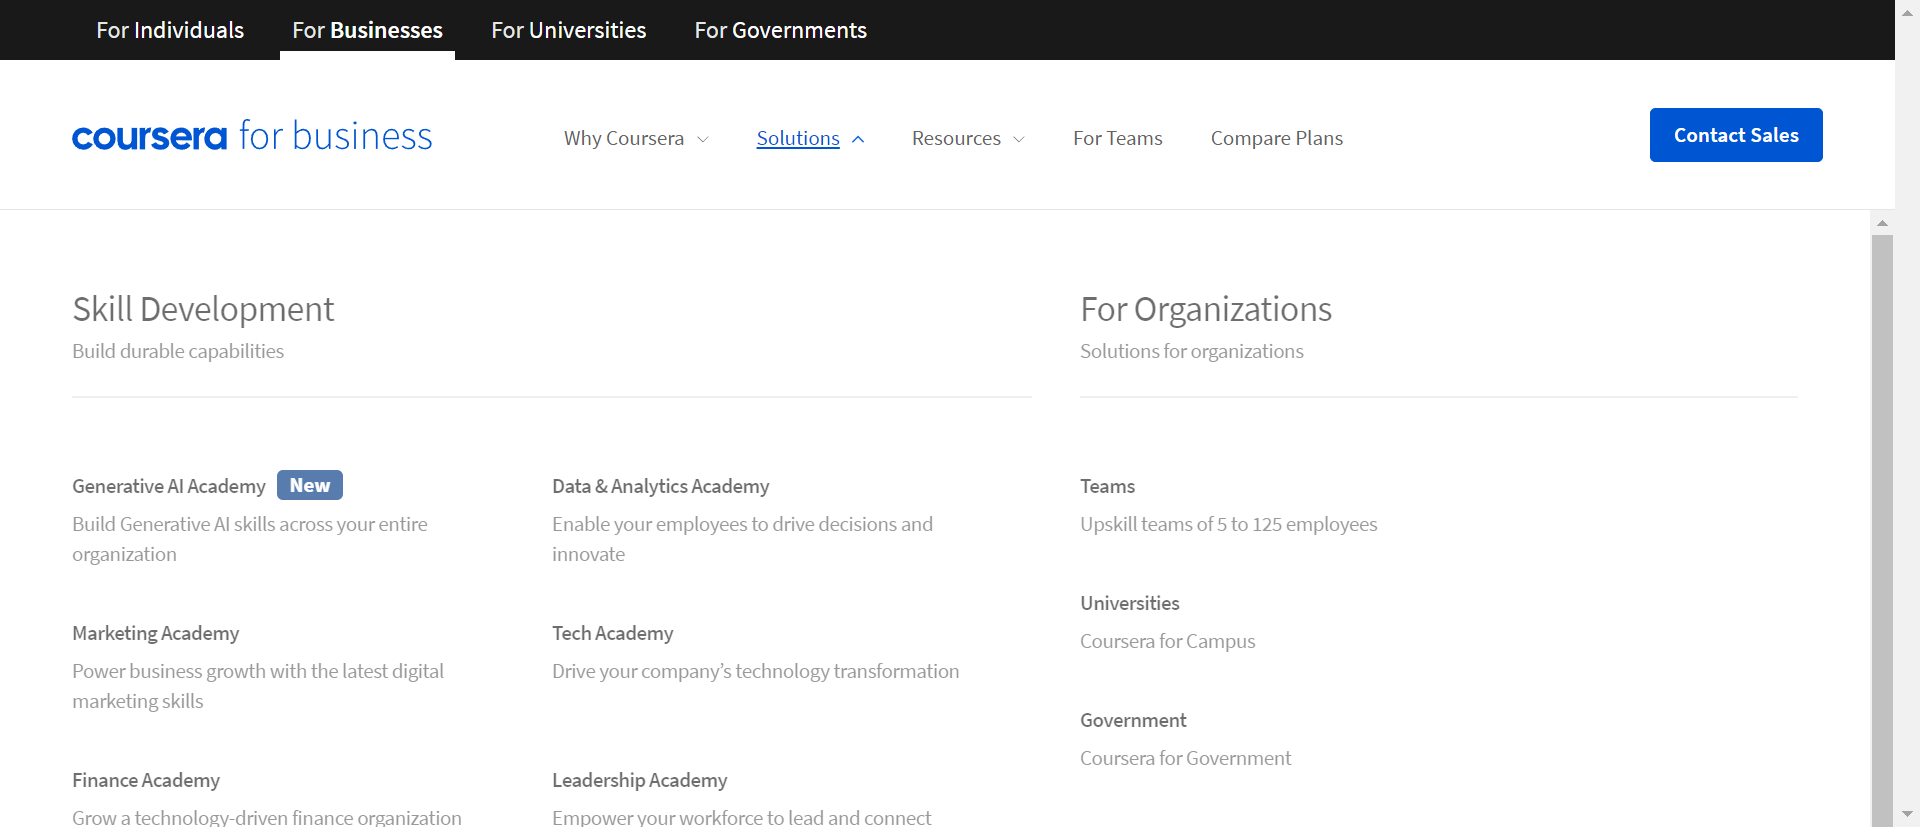 For Individuals
For Businesses
For Universities
For Governments
coursera for business
Why Coursera
Solutions
Resources
For Teams
Compare Plans
Contact Sales
Skill Development
Build durable capabilities
Generative AI Academy New
Build Generative AI skills across your entire
organization
Data & Analytics Academy
Enable your employees to drive decisions and
innovate
Marketing Academy
Power business growth with the latest digital
marketing skills
Tech Academy
Drive your company’s technology transformation
Finance Academy
Grow a technology-driven finance organization
Leadership Academy
Empower your workforce to lead and connect
For Organizations
Solutions for organizations
Teams
Upskill teams of 5 to 125 employees
Universities
Coursera for Campus
Government
Coursera for Government